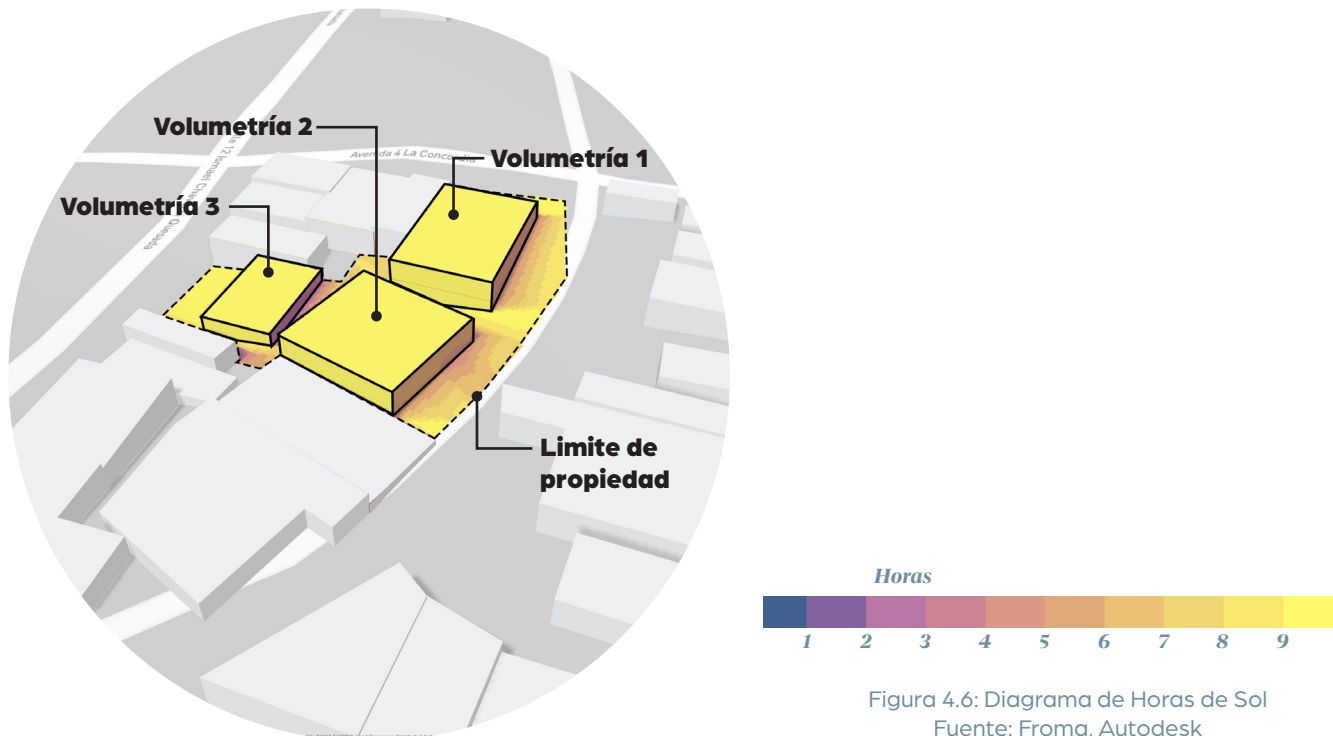 Volumetría 2
Volumetría 1
Avenida 4 La Concordia
Volumetría 3
Quesada
Limite de
propiedad
Horas
1 2 3 4 5 6 7 8 9
Figura 4.6: Diagrama de Horas de Sol
Fuente: Froma. Autodesk